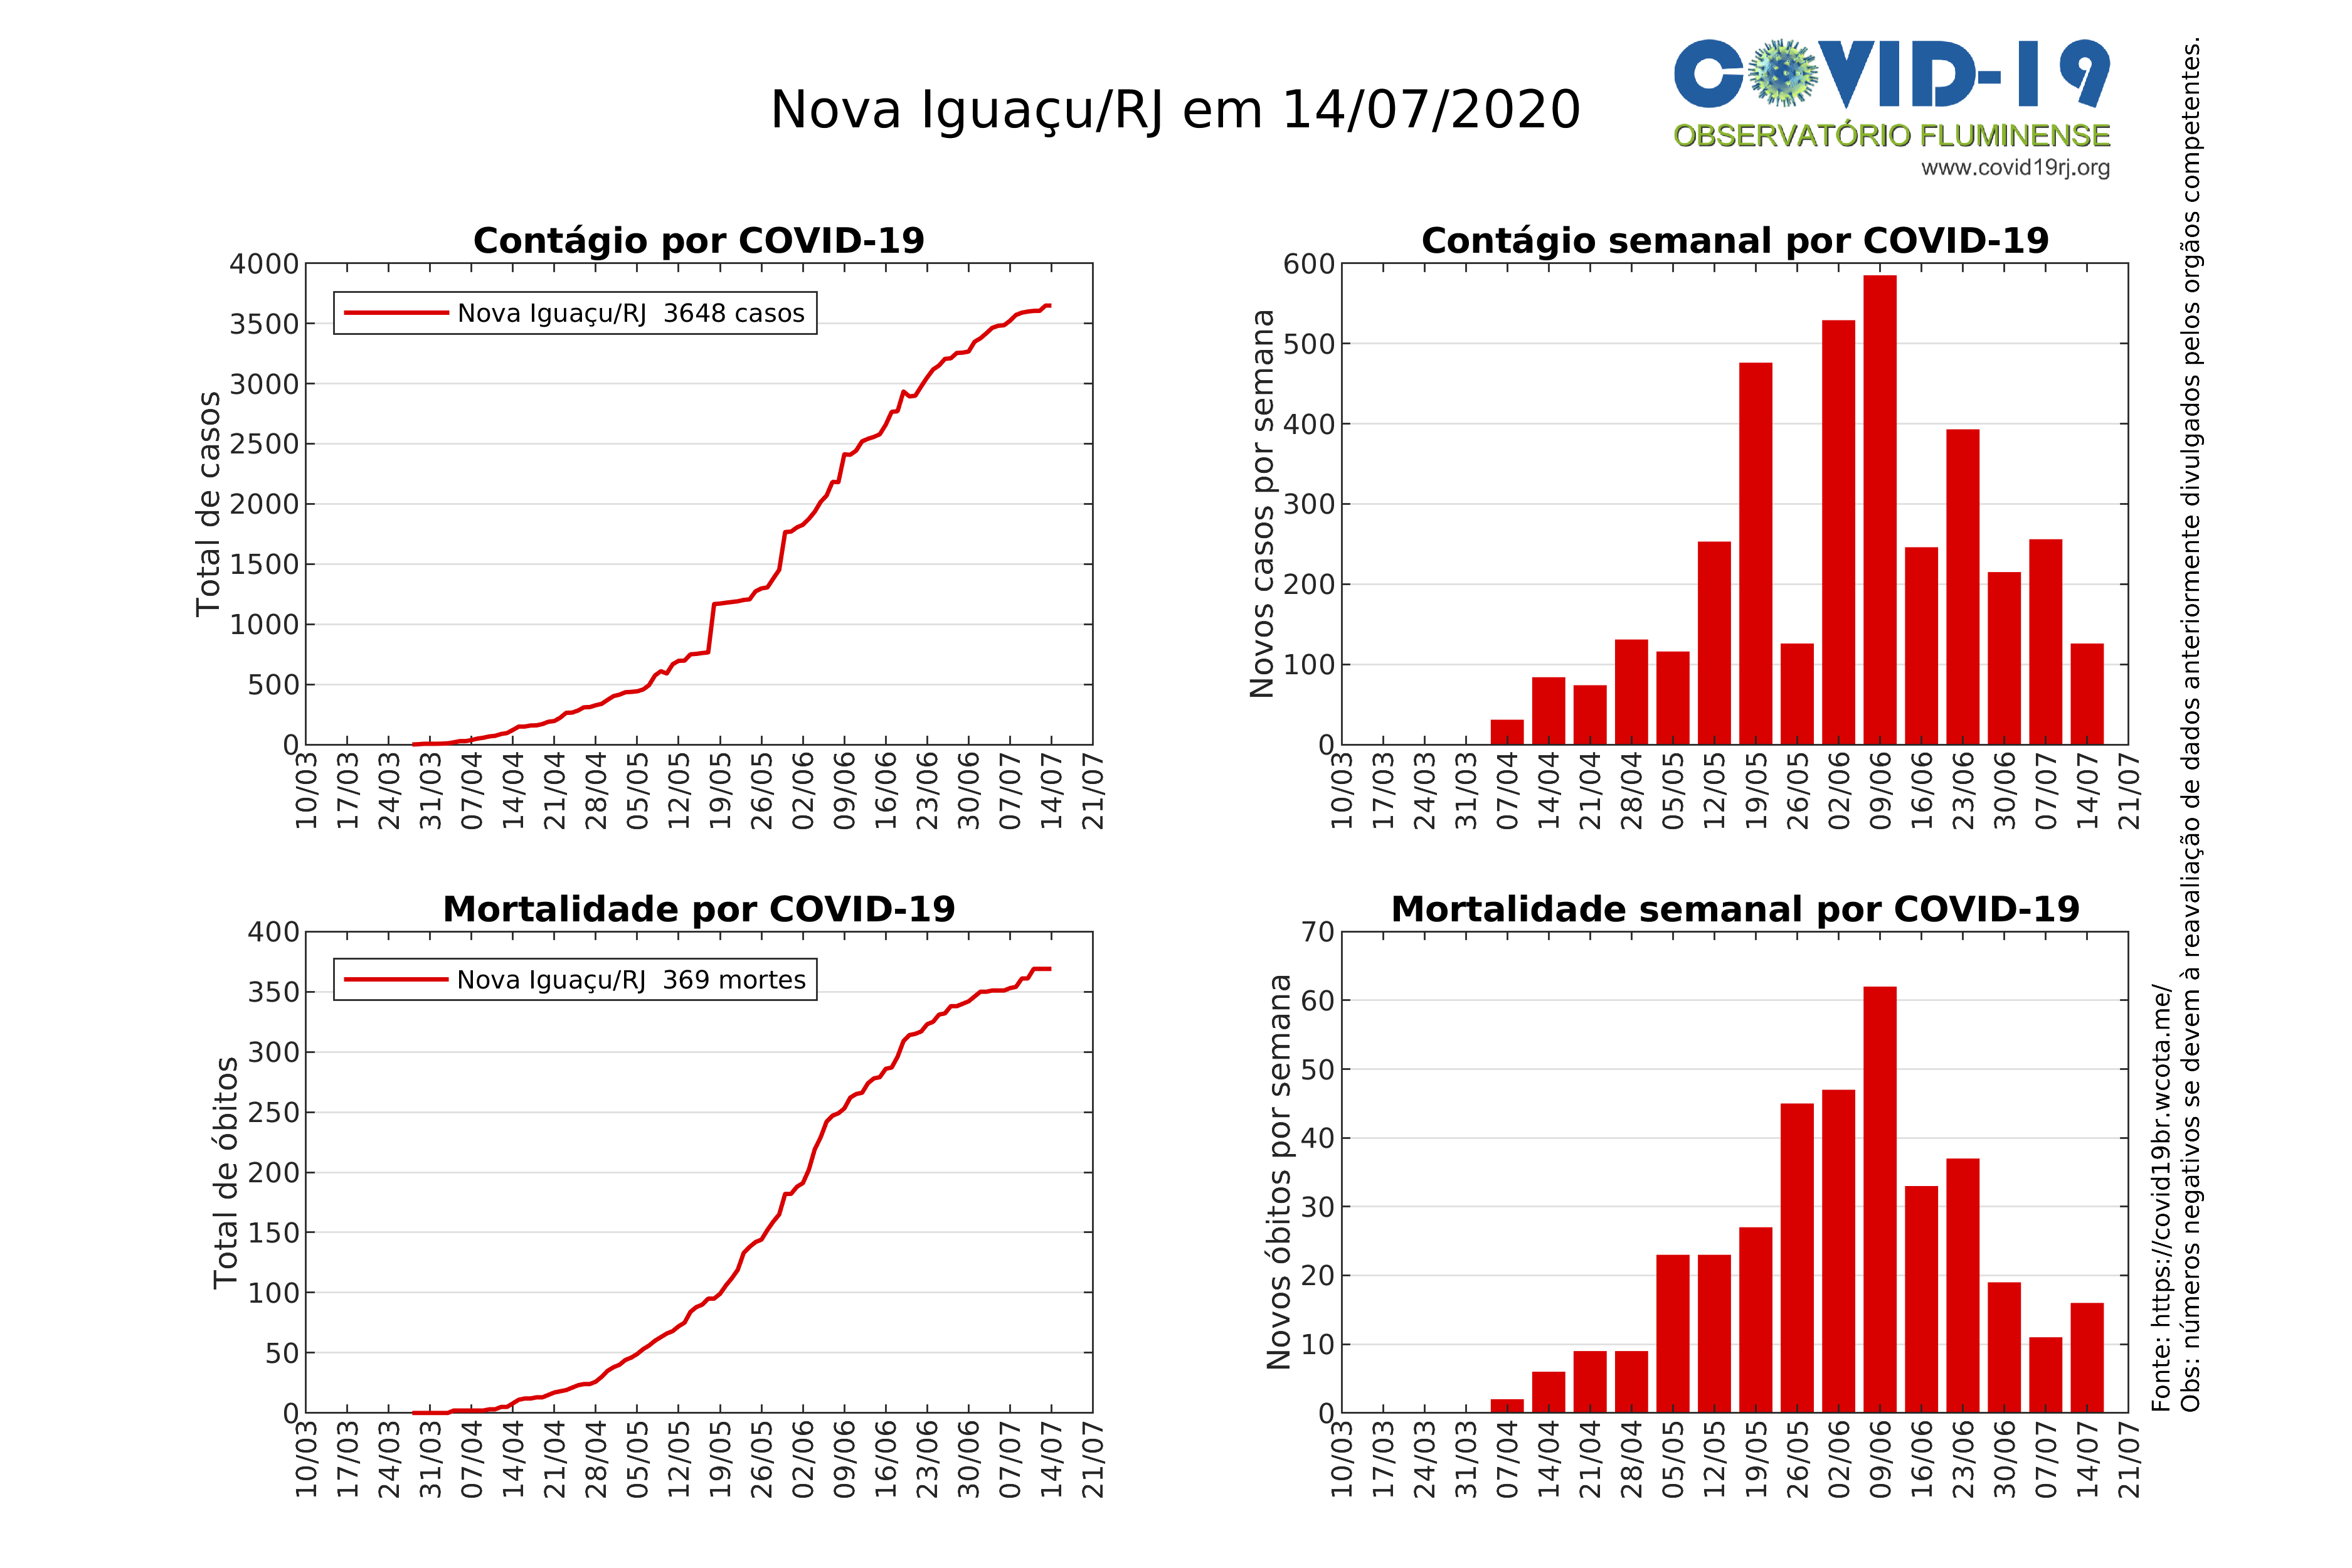 Nova Iguaçu/RJ em 14/07/2020
COVID-19
OBSERVATÓRIO FLUMINENSE
www.covid19rj.org
Contágio por COVID-19
Total de casos
4000
3500
3000
2500
2000
1500
1000
500
0
Nova Iguaçu/RJ 3648 casos
10/03 17/03 24/03 31/03 07/04 14/04 21/04 28/04 05/05 12/05 19/05 26/05 02/06 09/06 16/06 23/06 30/06 07/07 14/07 21/07
Contágio semanal por COVID-19
Novos casos por semana
600
500
400
300
200
100
0
10/03 17/03 24/03 31/03 07/04 14/04 21/04 28/04 05/05 12/05 19/05 26/05 02/06 09/06 16/06 23/06 30/06 07/07 14/07 21/07
Mortalidade por COVID-19
Total de óbitos
400
350
300
250
200
150
100
50
0
Nova Iguaçu/RJ 369 mortes
10/03 17/03 24/03 31/03 07/04 14/04 21/04 28/04 05/05 12/05 19/05 26/05 02/06 09/06 16/06 23/06 30/06 07/07 14/07 21/07
Mortalidade semanal por COVID-19
Novos óbitos por semana
70
60
50
40
30
20
10
0
10/03 17/03 24/03 31/03 07/04 14/04 21/04 28/04 05/05 12/05 19/05 26/05 02/06 09/06 16/06 23/06 30/06 07/07 14/07 21/07
Fonte: https://covid19br.wcota.me/
Obs: números negativos se devem à reavaliação de dados anteriormente divulgados pelos orgãos competentes.